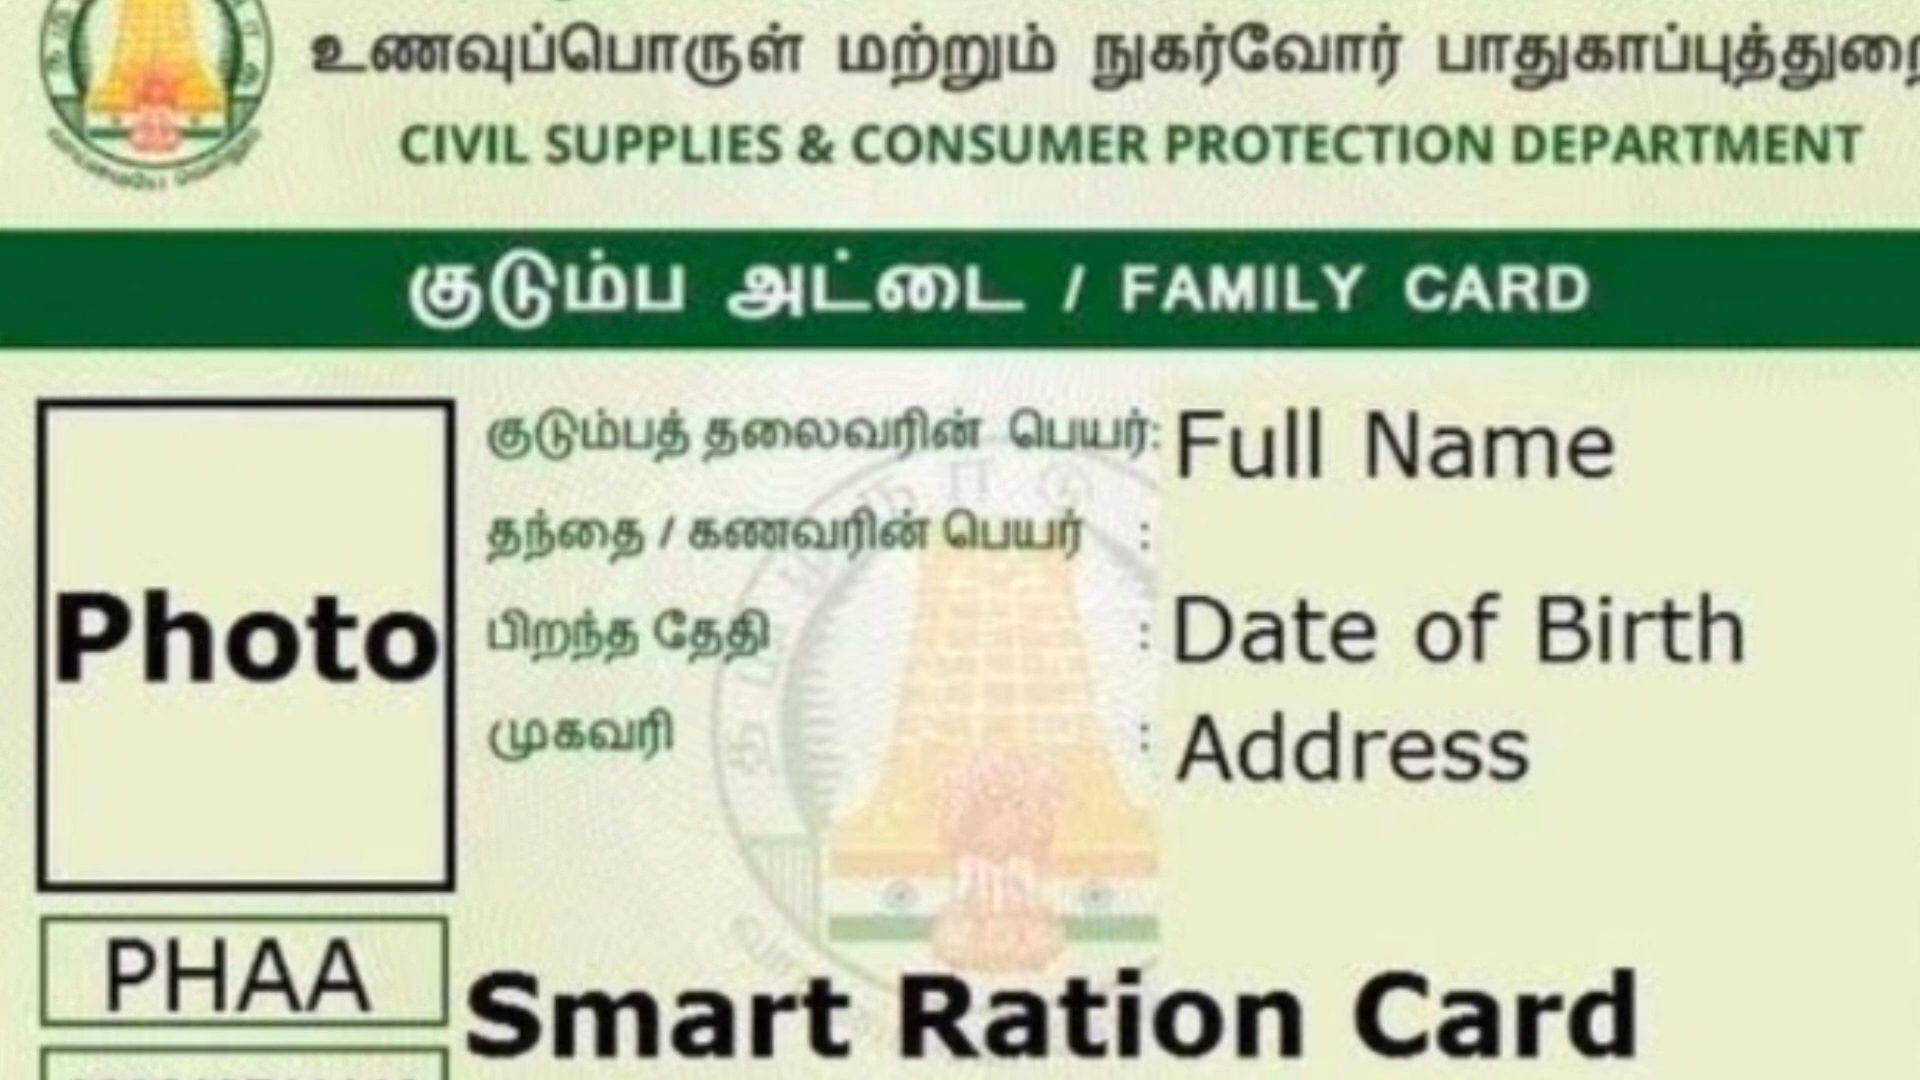 உணவுப்பொருள் மற்றும் நுகர்வோர் பாதுகாப்புத்துறை
CIVIL SUPPLIES & CONSUMER PROTECTION DEPARTMENT
குடும்ப அட்டை / FAMILY CARD
குடும்பத் தலைவரின் பெயர்: Full Name
தந்தை / கணவரின் பெயர் :
பிறந்த தேதி : Date of Birth
முகவரி : Address
Photo
PHAA
Smart Ration Card